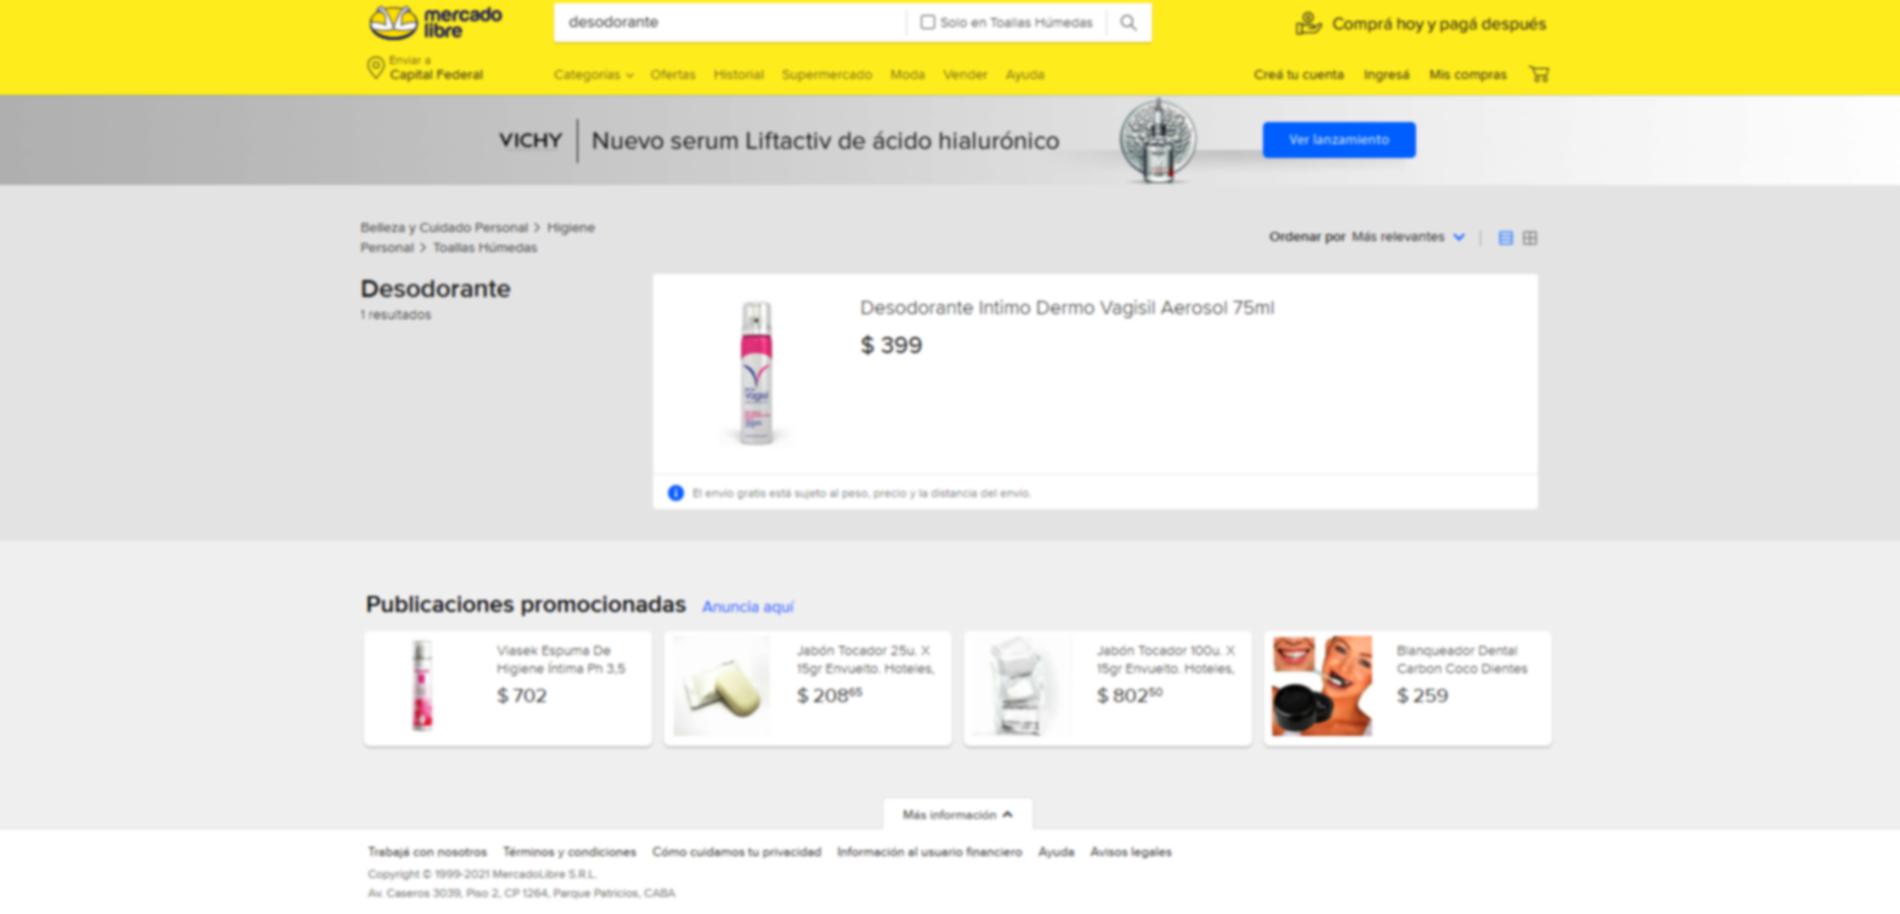 mercado
libre
desodorante
Solo en Toallas Húmedas
Comprá hoy y pagá después
Enviar a
Capital Federal
Categorías Ofertas Historial Supermercado Moda Vender Ayuda
Creá tu cuenta Ingresá Mis compras
VICHY Nuevo serum Liftactiv de ácido hialurónico
Ver lanzamiento
Belleza y Cuidado Personal > Higiene
Personal > Toallas Húmedas
Ordenar por Más relevantes
Desodorante
1 resultados
Desodorante Intimo Dermo Vagisil Aerosol 75ml
$ 399
El envío gratis está sujeto al peso, precio y la distancia del envío.
Publicaciones promocionadas Anuncia aquí
Viasek Espuma De
Higiene Íntima Ph 3,5
$ 702
Jabón Tocador 25u. X
15gr Envuelto. Hoteles,
$ 208 65
Jabón Tocador 100u. X
15gr Envuelto. Hoteles,
$ 802 50
Blanqueador Dental
Carbon Coco Dientes
$ 259
Más información
Trabajá con nosotros Términos y condiciones Cómo cuidamos tu privacidad Información al usuario financiero Ayuda Avisos legales
Copyright © 1999-2021 MercadoLibre S.R.L.
Av. Caseros 3039, Piso 2, CP 1264, Parque Patricios, CABA